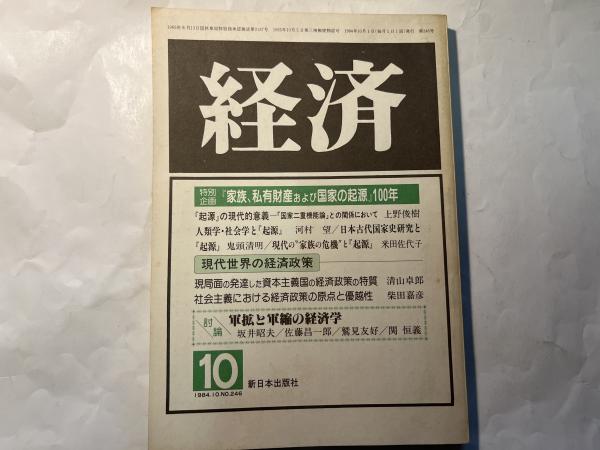 経済
特別企画 『家族、私有財産および国家の起源』100年
『起源』の現代的意義―「国家二重機能論」との関係において 上野俊樹
人類学・社会学と『起源』 河村 望／日本古代国家史研究と
『起源』 鬼頭清明／現代の"家族の危機"と『起源』 米田佐代子
現代世界の経済政策
現局面の発達した資本主義国の経済政策の特質 清山卓郎
社会主義における経済政策の原点と優越性 柴田嘉彦
討論 軍拡と軍縮の経済学
坂井昭夫／佐藤昌一郎／鷲見友好／関 恒義
10
新日本出版社
1984.10.NO.246